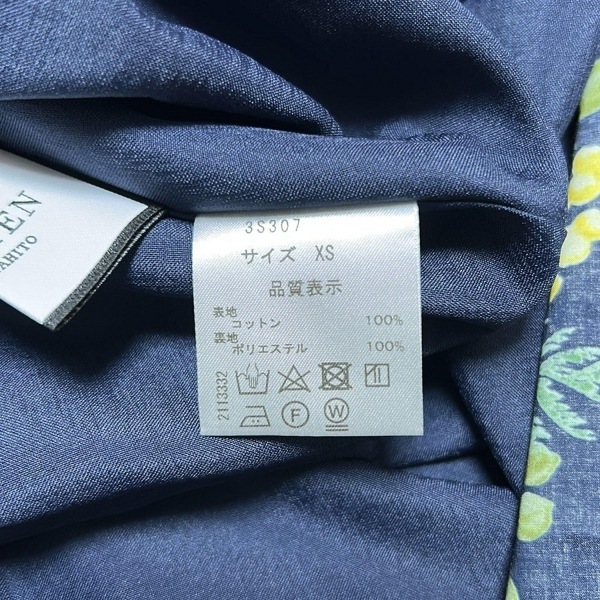 EN
AHITO
3S307
サイズ XS
品質表示
表地
コットン 100%
裏地
ポリエステル 100%
2113332
F
W